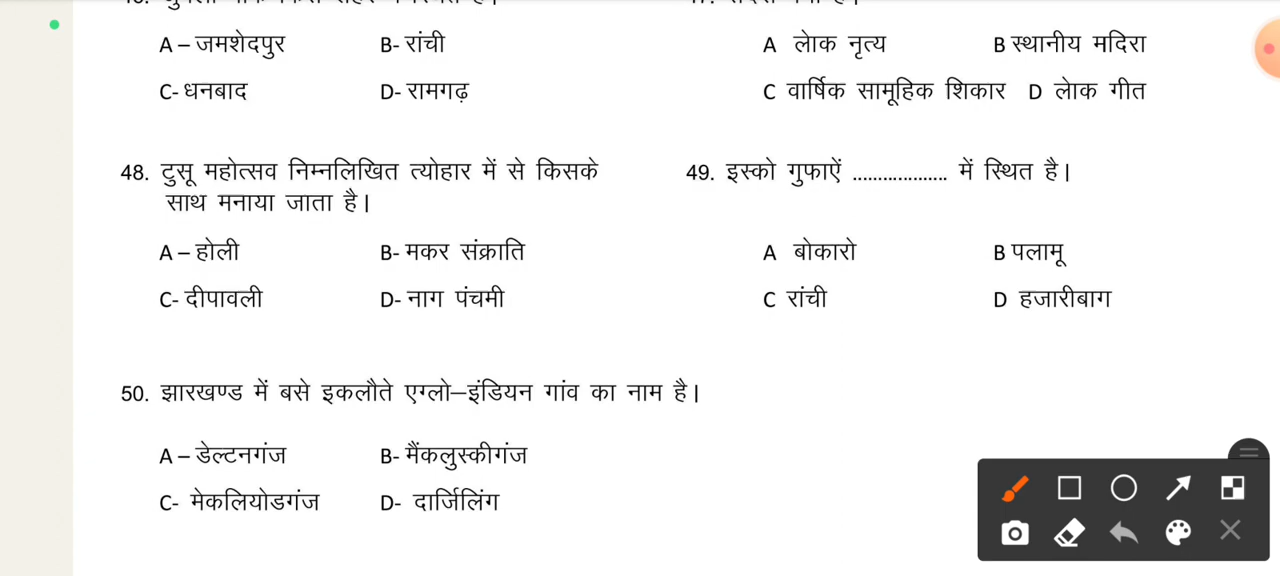 A – जमशेदपुर B- रांची
C- धनबाद D- रामगढ़
A लेाक नृत्य B स्थानीय मदिरा
C वार्षिक सामूहिक शिकार D लेाक गीत
48. टुसू महोत्सव निम्नलिखित त्योहार में से किसके
साथ मनाया जाता है।
A – होली B- मकर संक्राति
C- दीपावली D- नाग पंचमी
49. इस्को गुफाऐं .................. में स्थित है।
A बोकारो B पलामू
C रांची D हजारीबाग
50. झारखण्ड में बसे इकलौते एग्लो–इंडियन गांव का नाम है।
A – डेल्टनगंज B- मैंकलुस्कीगंज
C- मेकलियोडगंज D- दार्जिलिंग